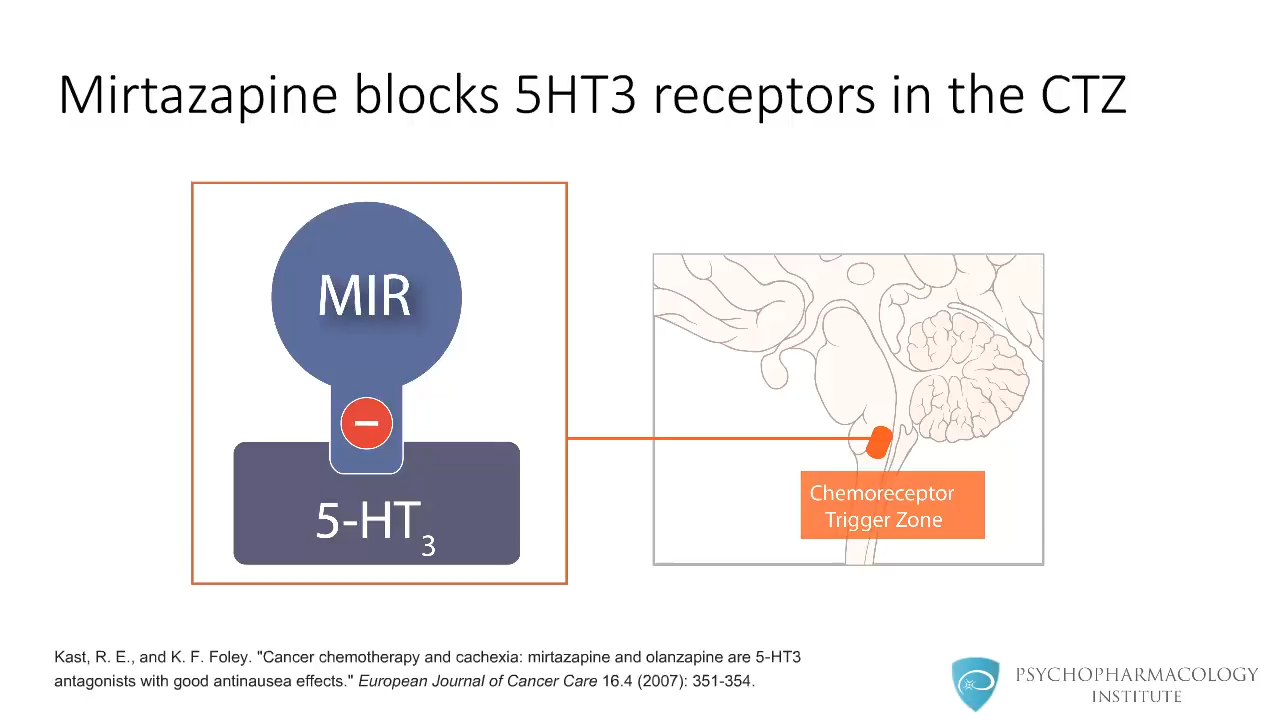 Mirtazapine blocks 5HT3 receptors in the CTZ
MIR
5-HT3
Chemoreceptor
Trigger Zone
Kast, R. E., and K. F. Foley. "Cancer chemotherapy and cachexia: mirtazapine and olanzapine are 5-HT3
antagonists with good antinausea effects." European Journal of Cancer Care 16.4 (2007): 351-354.
PSYCHOPHARMACOLOGY
INSTITUTE